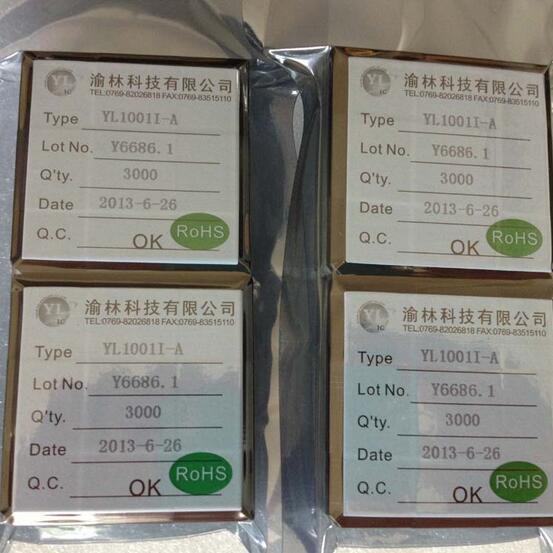 YL IC 渝林科技有限公司
TEL:0769-82026818 FAX:0769-83515110
Type YL1001I-A
Lot No. Y6686.1
Q'ty. 3000
Date 2013-6-26
Q.C. OK RoHS
YL IC 渝林科技有限公司
TEL:0769-82026818 FAX:0769-83515110
Type YL1001I-A
Lot No. Y6686.1
Q'ty. 3000
Date 2013-6-26
Q.C. OK RoHS
YL IC 渝林科技有限公司
TEL:0769-82026818 FAX:0769-83515110
Type YL1001I-A
Lot No. Y6686.1
Q'ty. 3000
Date 2013-6-26
Q.C. OK RoHS
YL IC 渝林科技有限公司
TEL:0769-82026818 FAX:0769-83515110
Type YL1001I-A
Lot No. Y6686.1
Q'ty. 3000
Date 2013-6-26
Q.C. OK RoHS